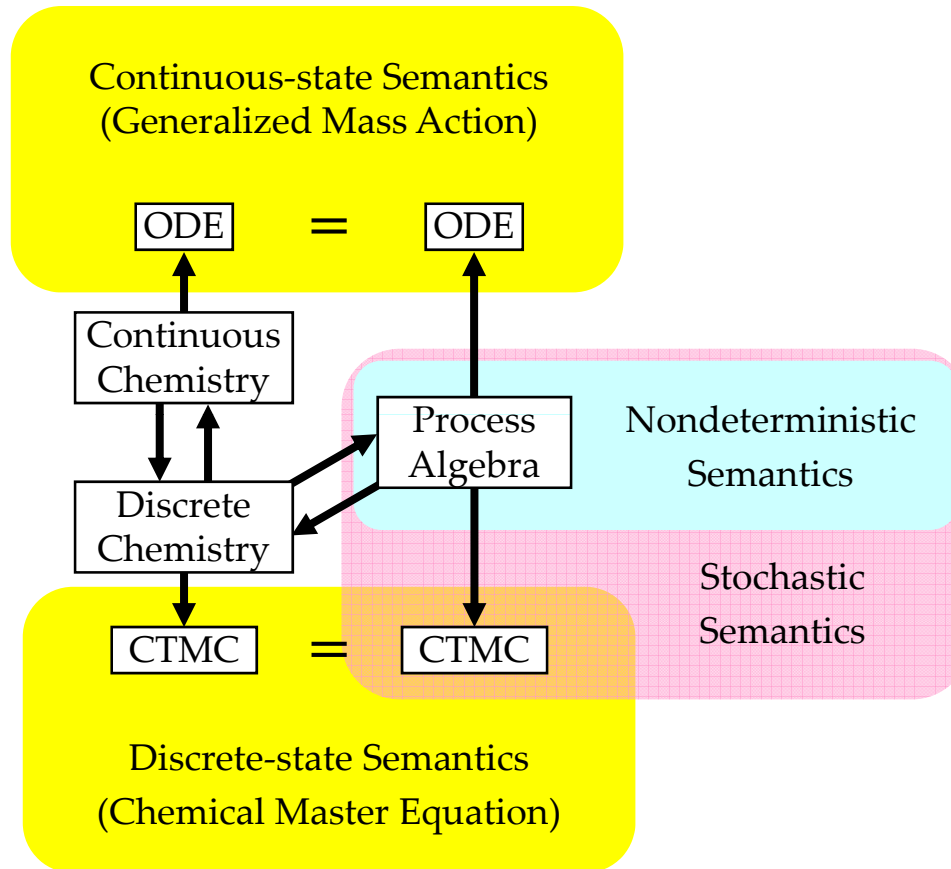 Continuous-state Semantics
(Generalized Mass Action)
ODE = ODE
Continuous
Chemistry
Process
Algebra
Nondeterministic
Semantics
Discrete
Chemistry
Stochastic
Semantics
CTMC = CTMC
Discrete-state Semantics
(Chemical Master Equation)